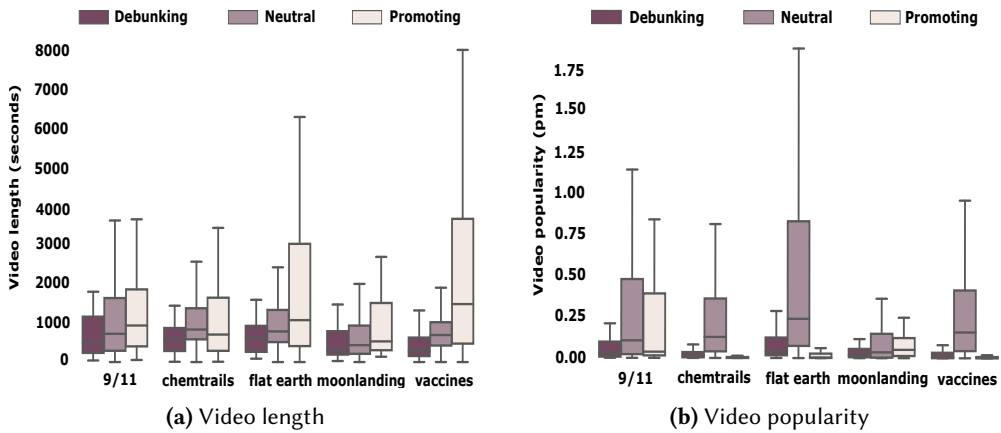 Debunking Neutral Promoting
Video length (seconds)
8000
7000
6000
5000
4000
3000
2000
1000
0
9/11 chemtrails flat earth moonlanding vaccines
(a) Video length
Debunking Neutral Promoting
Video popularity (pm)
1.75
1.50
1.25
1.00
0.75
0.50
0.25
0.00
9/11 chemtrails flat earth moonlanding vaccines
(b) Video popularity